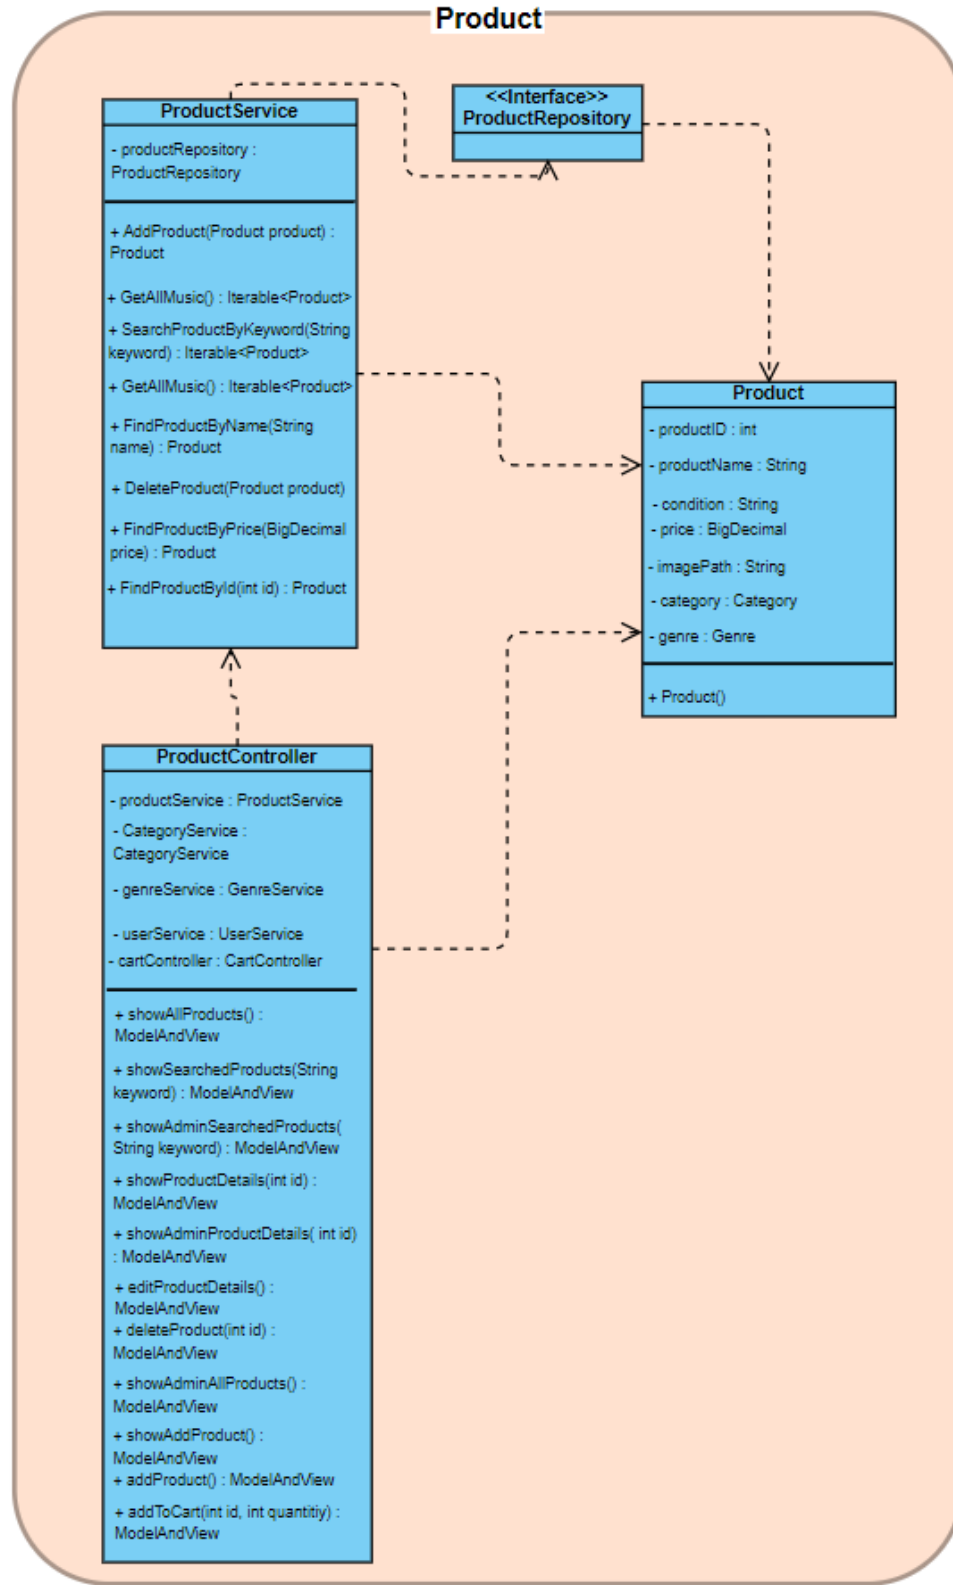 Product
ProductService
- productRepository :
ProductRepository
+ AddProduct(Product product) :
Product
+ GetAllMusic() : Iterable<Product>
+ SearchProductByKeyword(String
keyword) : Iterable<Product>
+ GetAllMusic() : Iterable<Product>
+ FindProductByName(String
name) : Product
+ DeleteProduct(Product product)
+ FindProductByPrice(BigDecimal
price) : Product
+ FindProductById(int id) : Product
<<Interface>>
ProductRepository
Product
- productID : int
- productName : String
- condition : String
- price : BigDecimal
- imagePath : String
- category : Category
- genre : Genre
+ Product()
ProductController
- productService : ProductService
- CategoryService :
CategoryService
- genreService : GenreService
- userService : UserService
- cartController : CartController
+ showAllProducts() :
ModelAndView
+ showSearchedProducts(String
keyword) : ModelAndView
+ showAdminSearchedProducts(
String keyword) : ModelAndView
+ showProductDetails(int id) :
ModelAndView
+ showAdminProductDetails( int id)
: ModelAndView
+ editProductDetails() :
ModelAndView
+ deleteProduct(int id) :
ModelAndView
+ showAdminAllProducts() :
ModelAndView
+ showAddProduct() :
ModelAndView
+ addProduct() : ModelAndView
+ addToCart(int id, int quantitiy) :
ModelAndView